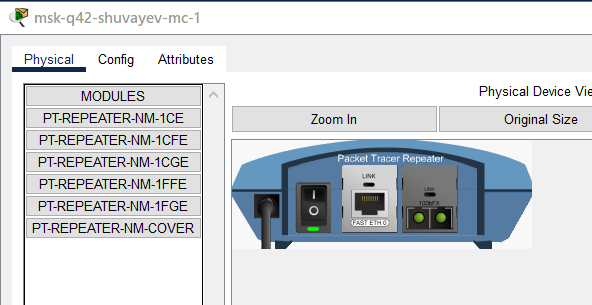 msk-q42-shuvayev-mc-1
Physical Config Attributes
MODULES
PT-REPEATER-NM-1CE
PT-REPEATER-NM-1CFE
PT-REPEATER-NM-1CGE
PT-REPEATER-NM-1FFE
PT-REPEATER-NM-1FGE
PT-REPEATER-NM-COVER
Physical Device Vie
Zoom In Original Size
Packet Tracer Repeater
LINK LINK
100bFX
FAST ETH 0